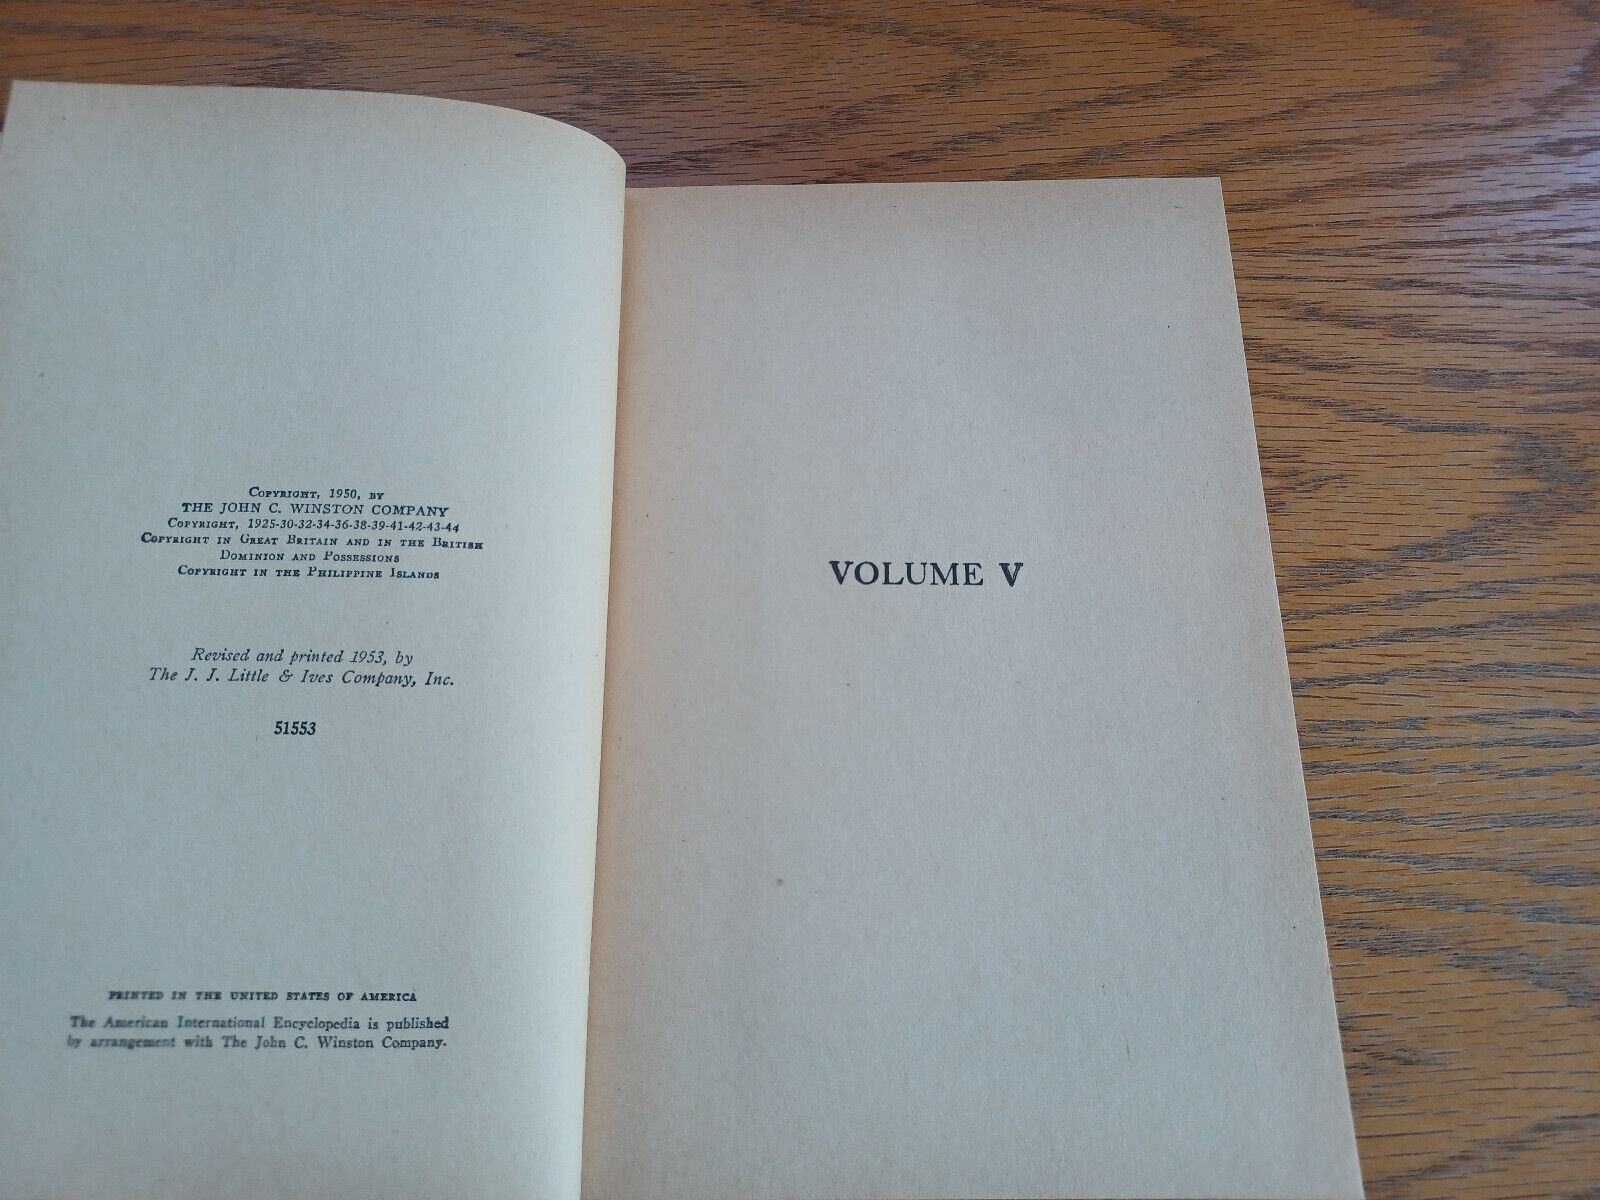 COPYRIGHT, 1950, BY
THE JOHN C. WINSTON COMPANY
COPYRIGHT, 1925-30-32-34-36-38-39-41-42-43-44
COPYRIGHT IN GREAT BRITAIN AND IN THE BRITISH
DOMINION AND POSSESSIONS
COPYRIGHT IN THE PHILIPPINE ISLANDS
Revised and printed 1953, by
The J. J. Little & Ives Company, Inc.
51553
PRINTED IN THE UNITED STATES OF AMERICA
The American International Encyclopedia is published
by arrangement with The John C. Winston Company.
VOLUME V